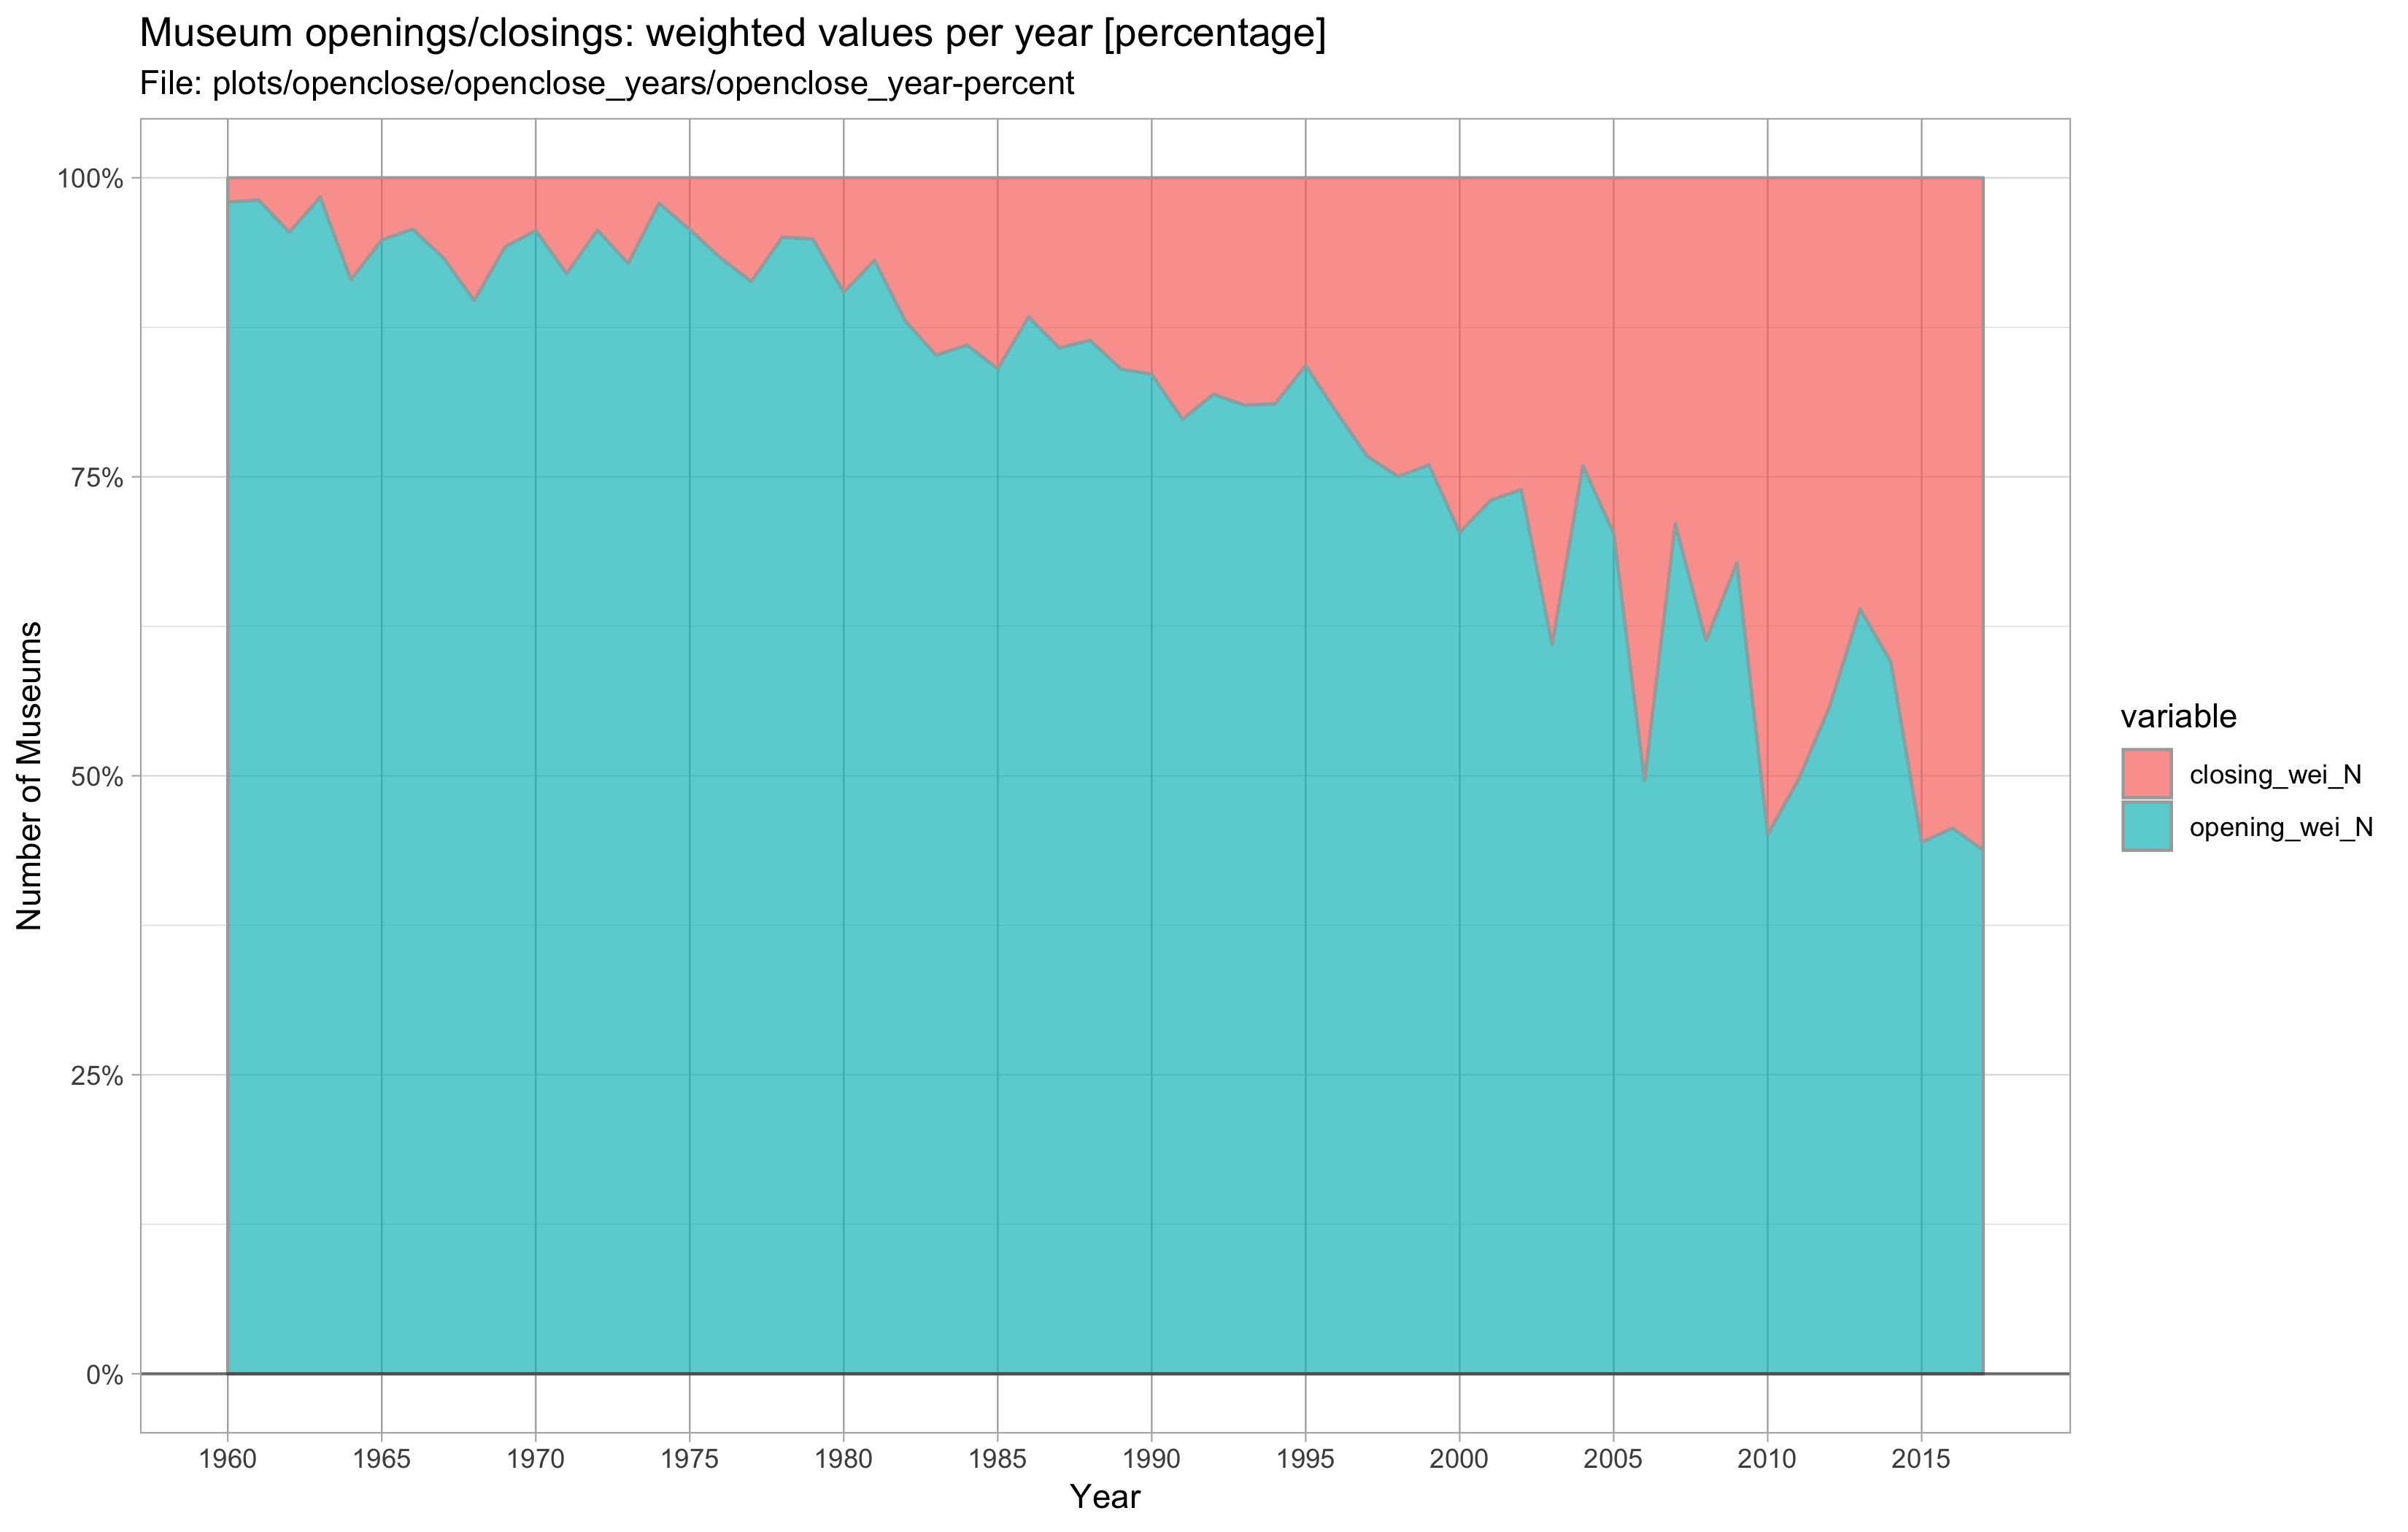 Museum openings/closings: weighted values per year [percentage]
File: plots/openclose/openclose_years/openclose_year-percent
100%
75%
50%
25%
0%
Number of Museums
1960 1965 1970 1975 1980 1985 1990 1995 2000 2005 2010 2015
Year
variable
closing_wei_N
opening_wei_N